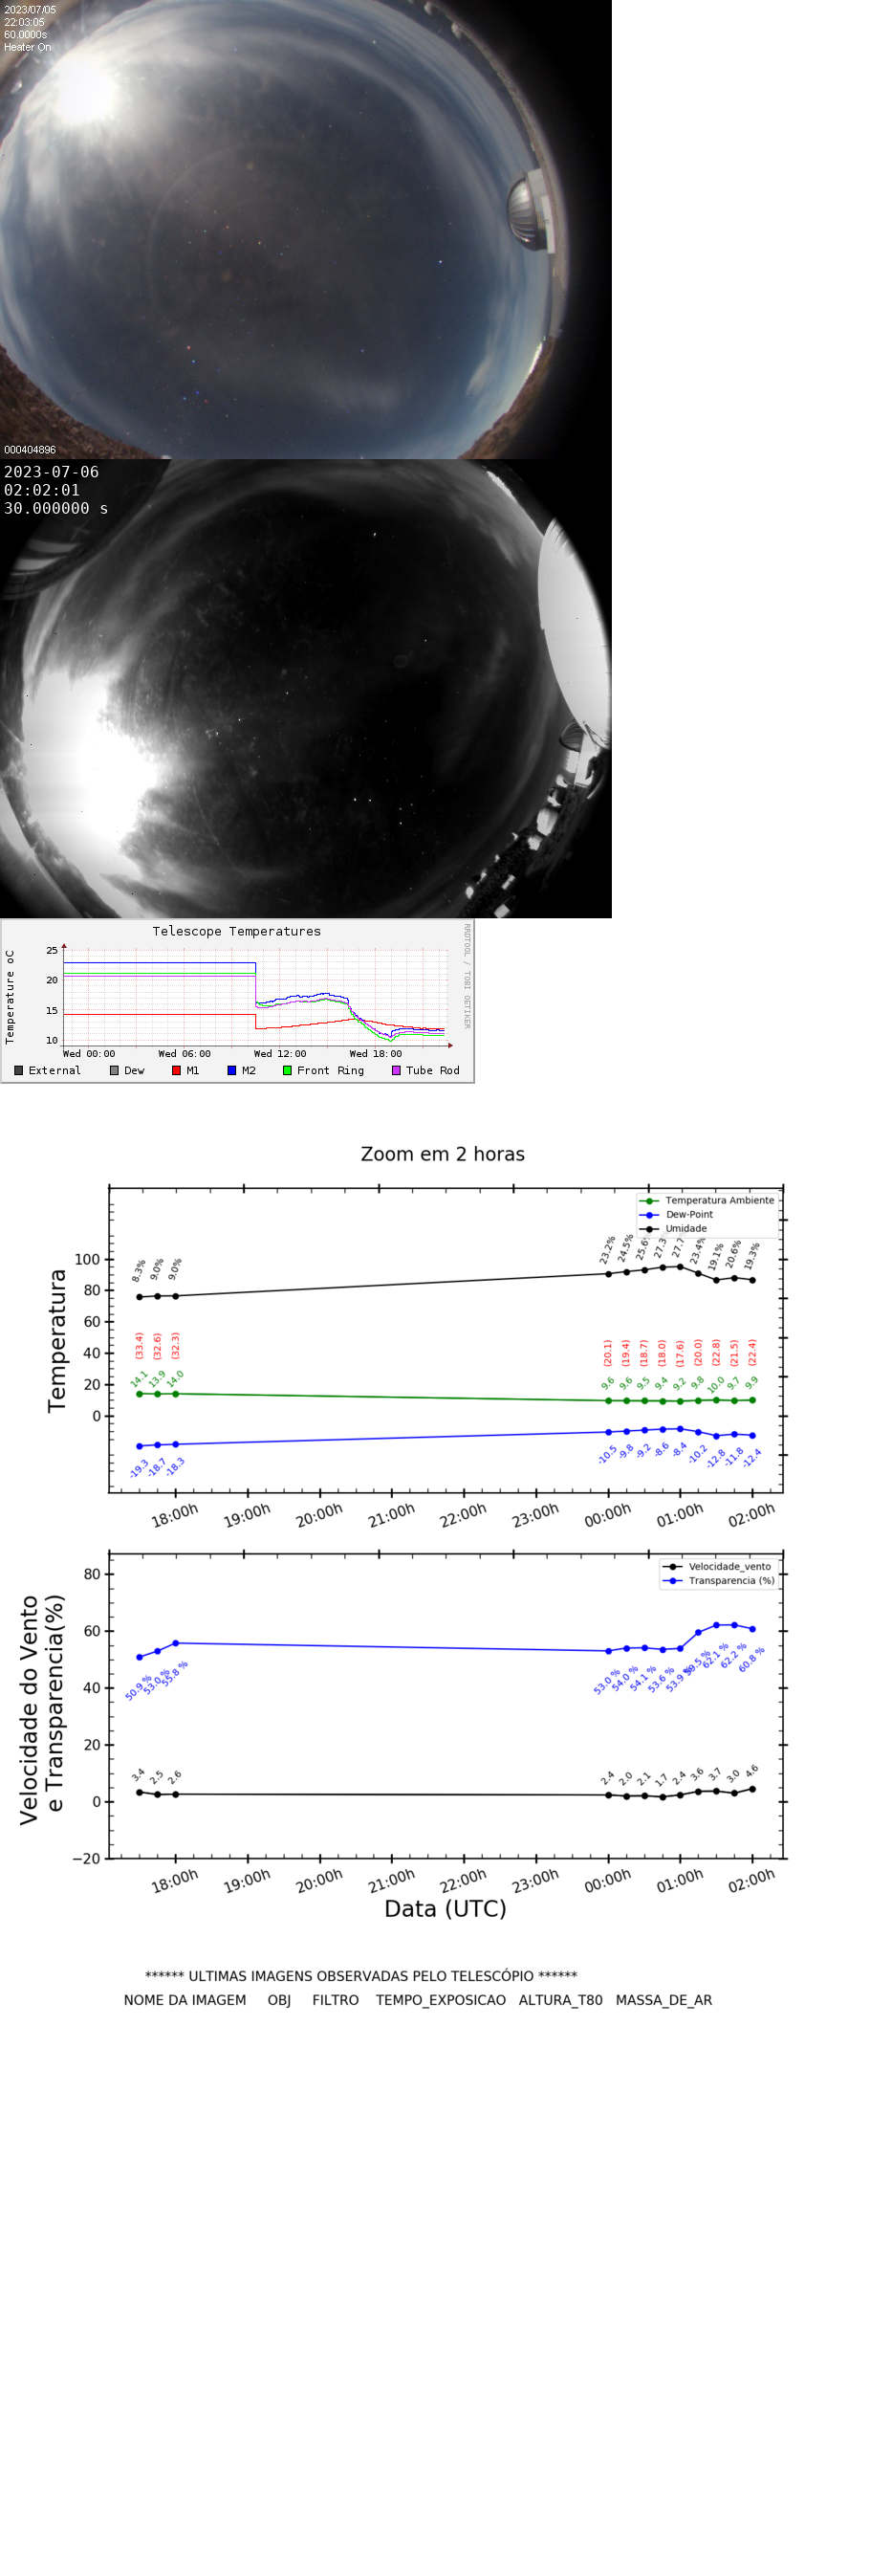 2023/07/05
22:03:05
60.0000s
Heater On
000404896
2023-07-06
02:02:01
30.000000 s
Telescope Temperatures
RRDTOOL / TOBI OETIKER
Temperature oC
25
20
15
10
Wed 00:00 Wed 06:00 Wed 12:00 Wed 18:00
External Dew M1 M2 Front Ring Tube Rod
Zoom em 2 horas
Temperatura Ambiente
Dew-Point
Umidade
Temperatura
100
80
60
40
20
0
8.3% 9.0% 9.0% 23.2% 24.5% 23.4% 19.1% 20.6% 19.3%
(33.4) (32.6) (32.3) (20.1) (19.4) (18.7) (18.0) (17.6) (20.0) (22.8) (21.5) (22.4)
14.1 13.9 14.0 9.6 9.6 9.5 9.4 9.2 9.8 10.0 9.7 9.9
-19.3 -18.7 -18.3 -10.5 -9.8 -9.2 -8.6 -8.4 -10.2 -12.8 -11.8 -12.4
18:00h 19:00h 20:00h 21:00h 22:00h 23:00h 00:00h 01:00h 02:00h
Velocidade_vento
Transparencia (%)
Velocidade do Vento
e Transparencia(%)
80
60
40
20
0
−20
50.9 % 53.0 % 55.8 % 53.0 % 54.0 % 54.1 % 53.6 % 53.9 % 59.5 % 62.1 % 62.2 % 60.8 %
3.4 2.5 2.6 2.4 2.0 2.1 1.7 2.4 3.6 3.7 3.0 4.6
18:00h 19:00h 20:00h 21:00h 22:00h 23:00h 00:00h 01:00h 02:00h
Data (UTC)
****** ULTIMAS IMAGENS OBSERVADAS PELO TELESCÓPIO ******
NOME DA IMAGEM OBJ FILTRO TEMPO_EXPOSICAO ALTURA_T80 MASSA_DE_AR